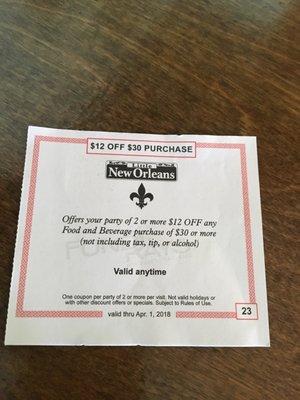 $12 OFF $30 PURCHASE
Little
New Orleans
Offers your party of 2 or more $12 OFF any
Food and Beverage purchase of $30 or more
(not including tax, tip, or alcohol)
Valid anytime
One coupon per party of 2 or more per visit. Not valid holidays or
with other discount offers or specials. Subject to Rules of Use.
valid thru Apr. 1, 2018
23